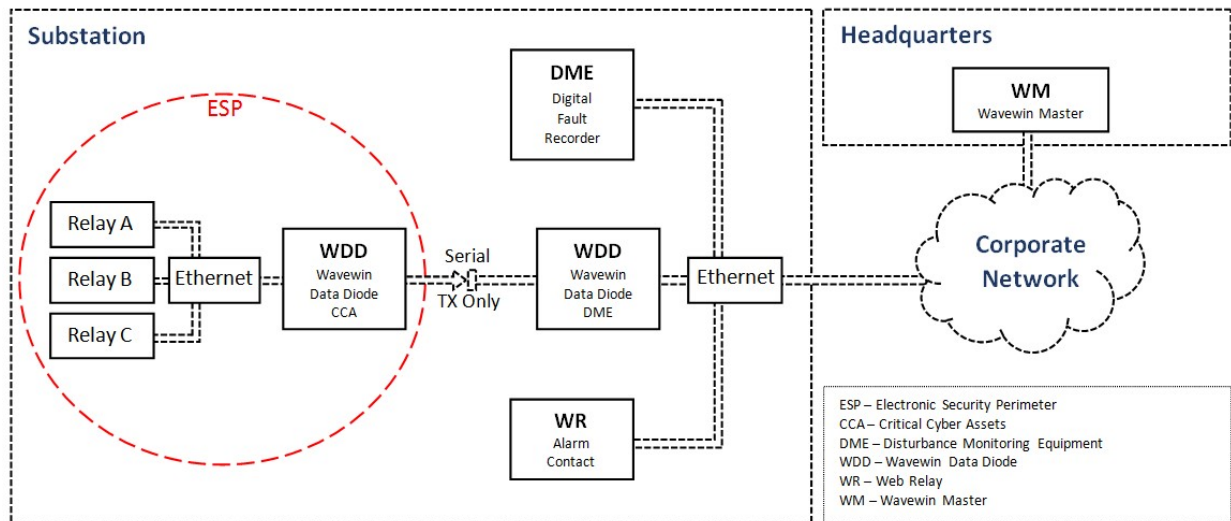 Substation
ESP
Relay A
Relay B
Relay C
Ethernet
WDD
Wavewin
Data Diode
CCA
Serial
TX Only
DME
Digital
Fault
Recorder
WDD
Wavewin
Data Diode
DME
WR
Alarm
Contact
Ethernet
Headquarters
WM
Wavewin Master
Corporate
Network
ESP – Electronic Security Perimeter
CCA – Critical Cyber Assets
DME – Disturbance Monitoring Equipment
WDD – Wavewin Data Diode
WR – Web Relay
WM – Wavewin Master